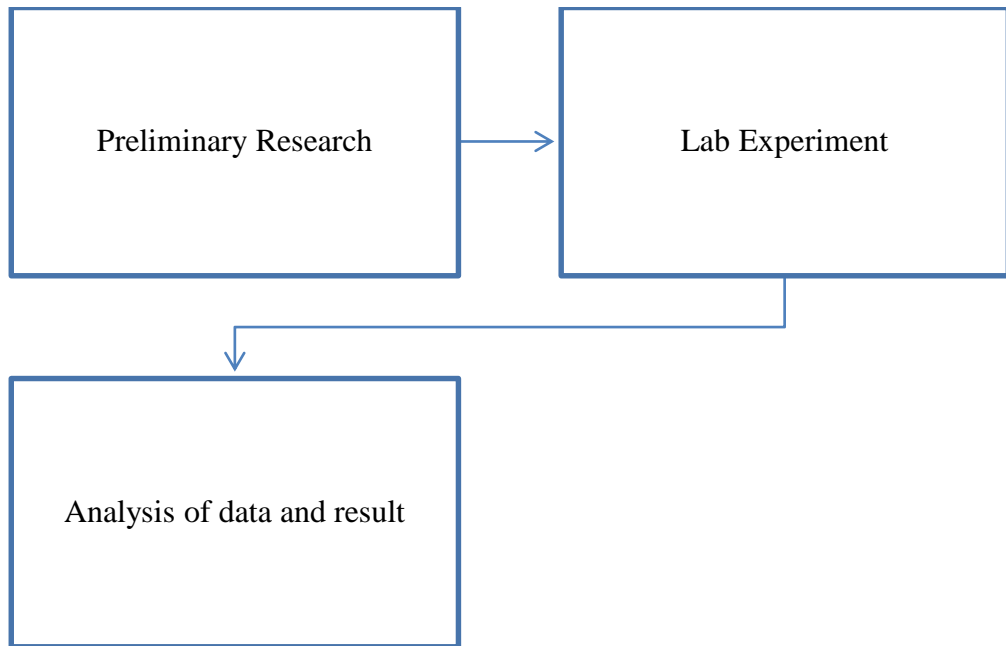 Preliminary Research
Lab Experiment
Analysis of data and result